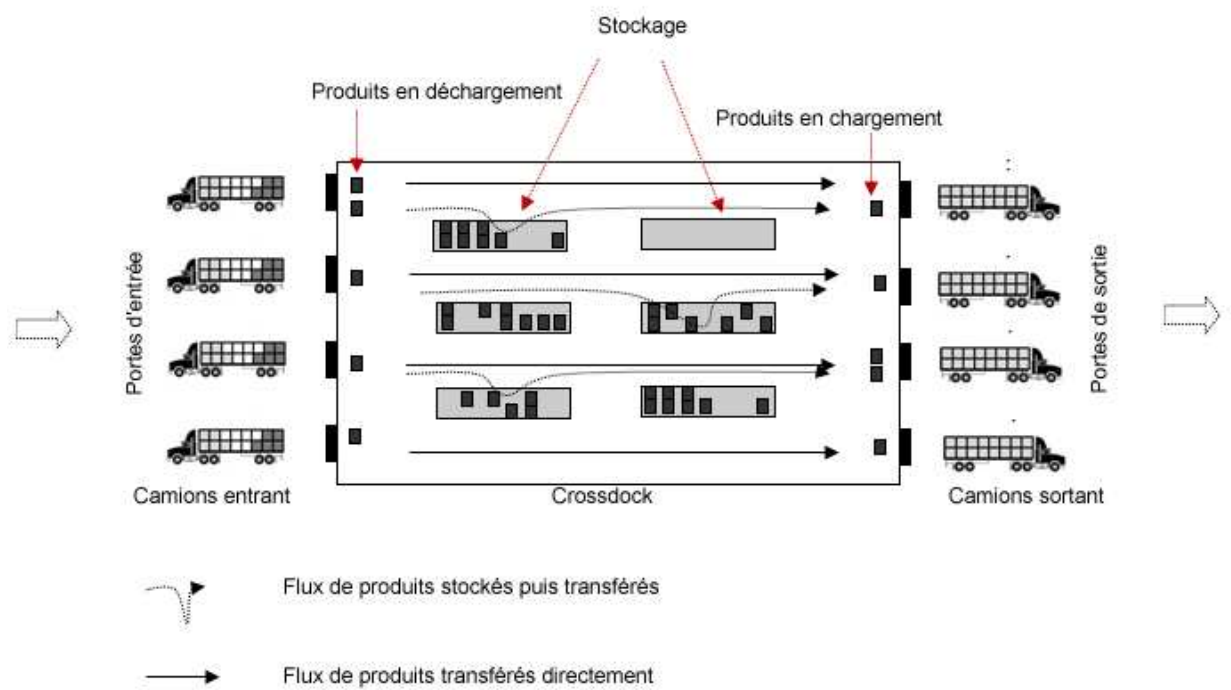 Stockage
Produits en déchargement
Produits en chargement
Portes d'entrée
Portes de sortie
Camions entrant
Crossdock
Camions sortant
Flux de produits stockés puis transférés
Flux de produits transférés directement